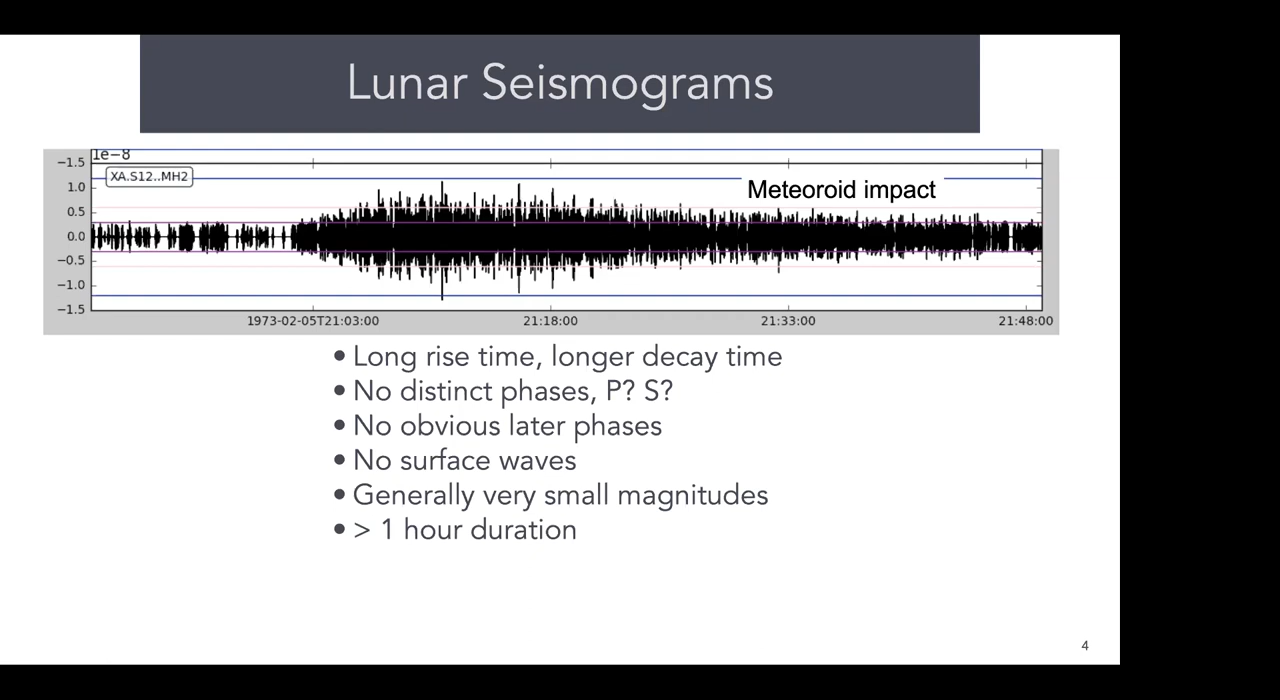 Lunar Seismograms
−1.5 1e−8
XA.S12..MH2
Meteoroid impact
1.0
0.5
0.0
−0.5
−1.0
−1.5
1973-02-05T21:03:00 21:18:00 21:33:00 21:48:00
• Long rise time, longer decay time
• No distinct phases, P? S?
• No obvious later phases
• No surface waves
• Generally very small magnitudes
• > 1 hour duration
4